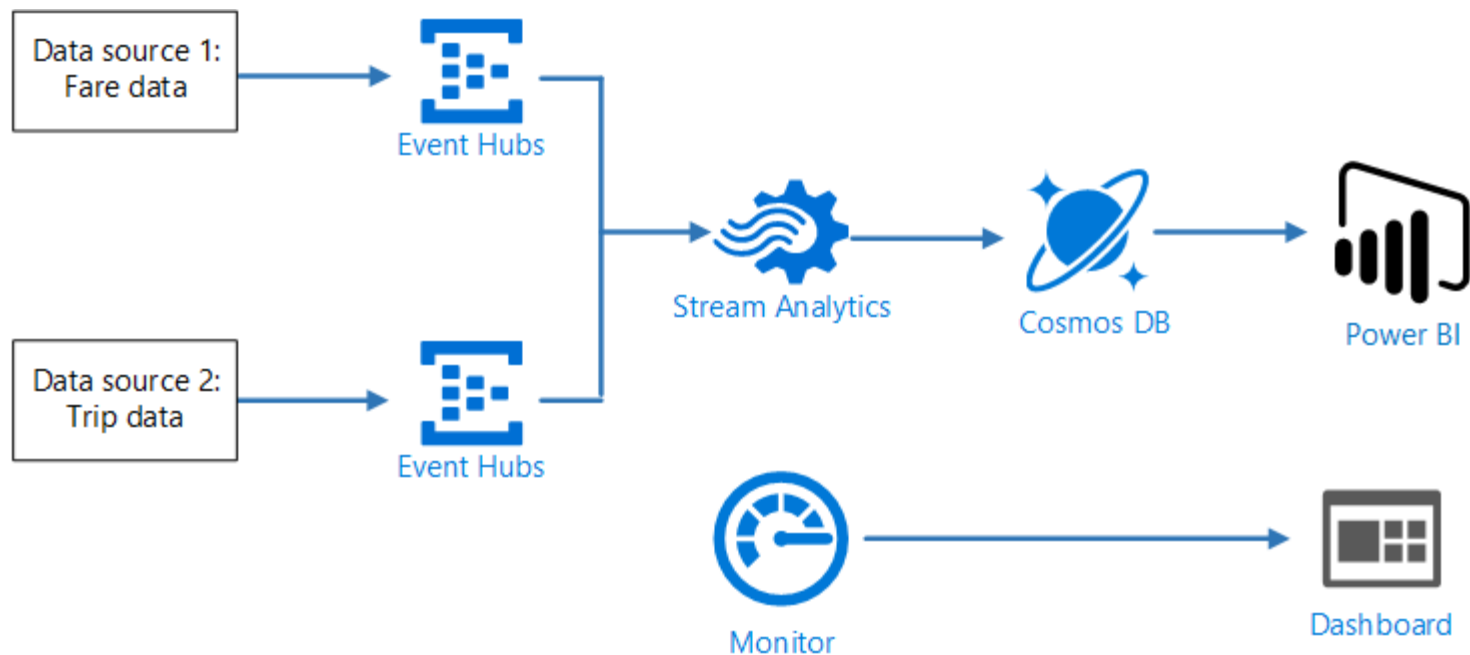 Data source 1:
Fare data
Event Hubs
Stream Analytics
Cosmos DB
Power BI
Data source 2:
Trip data
Event Hubs
Monitor
Dashboard